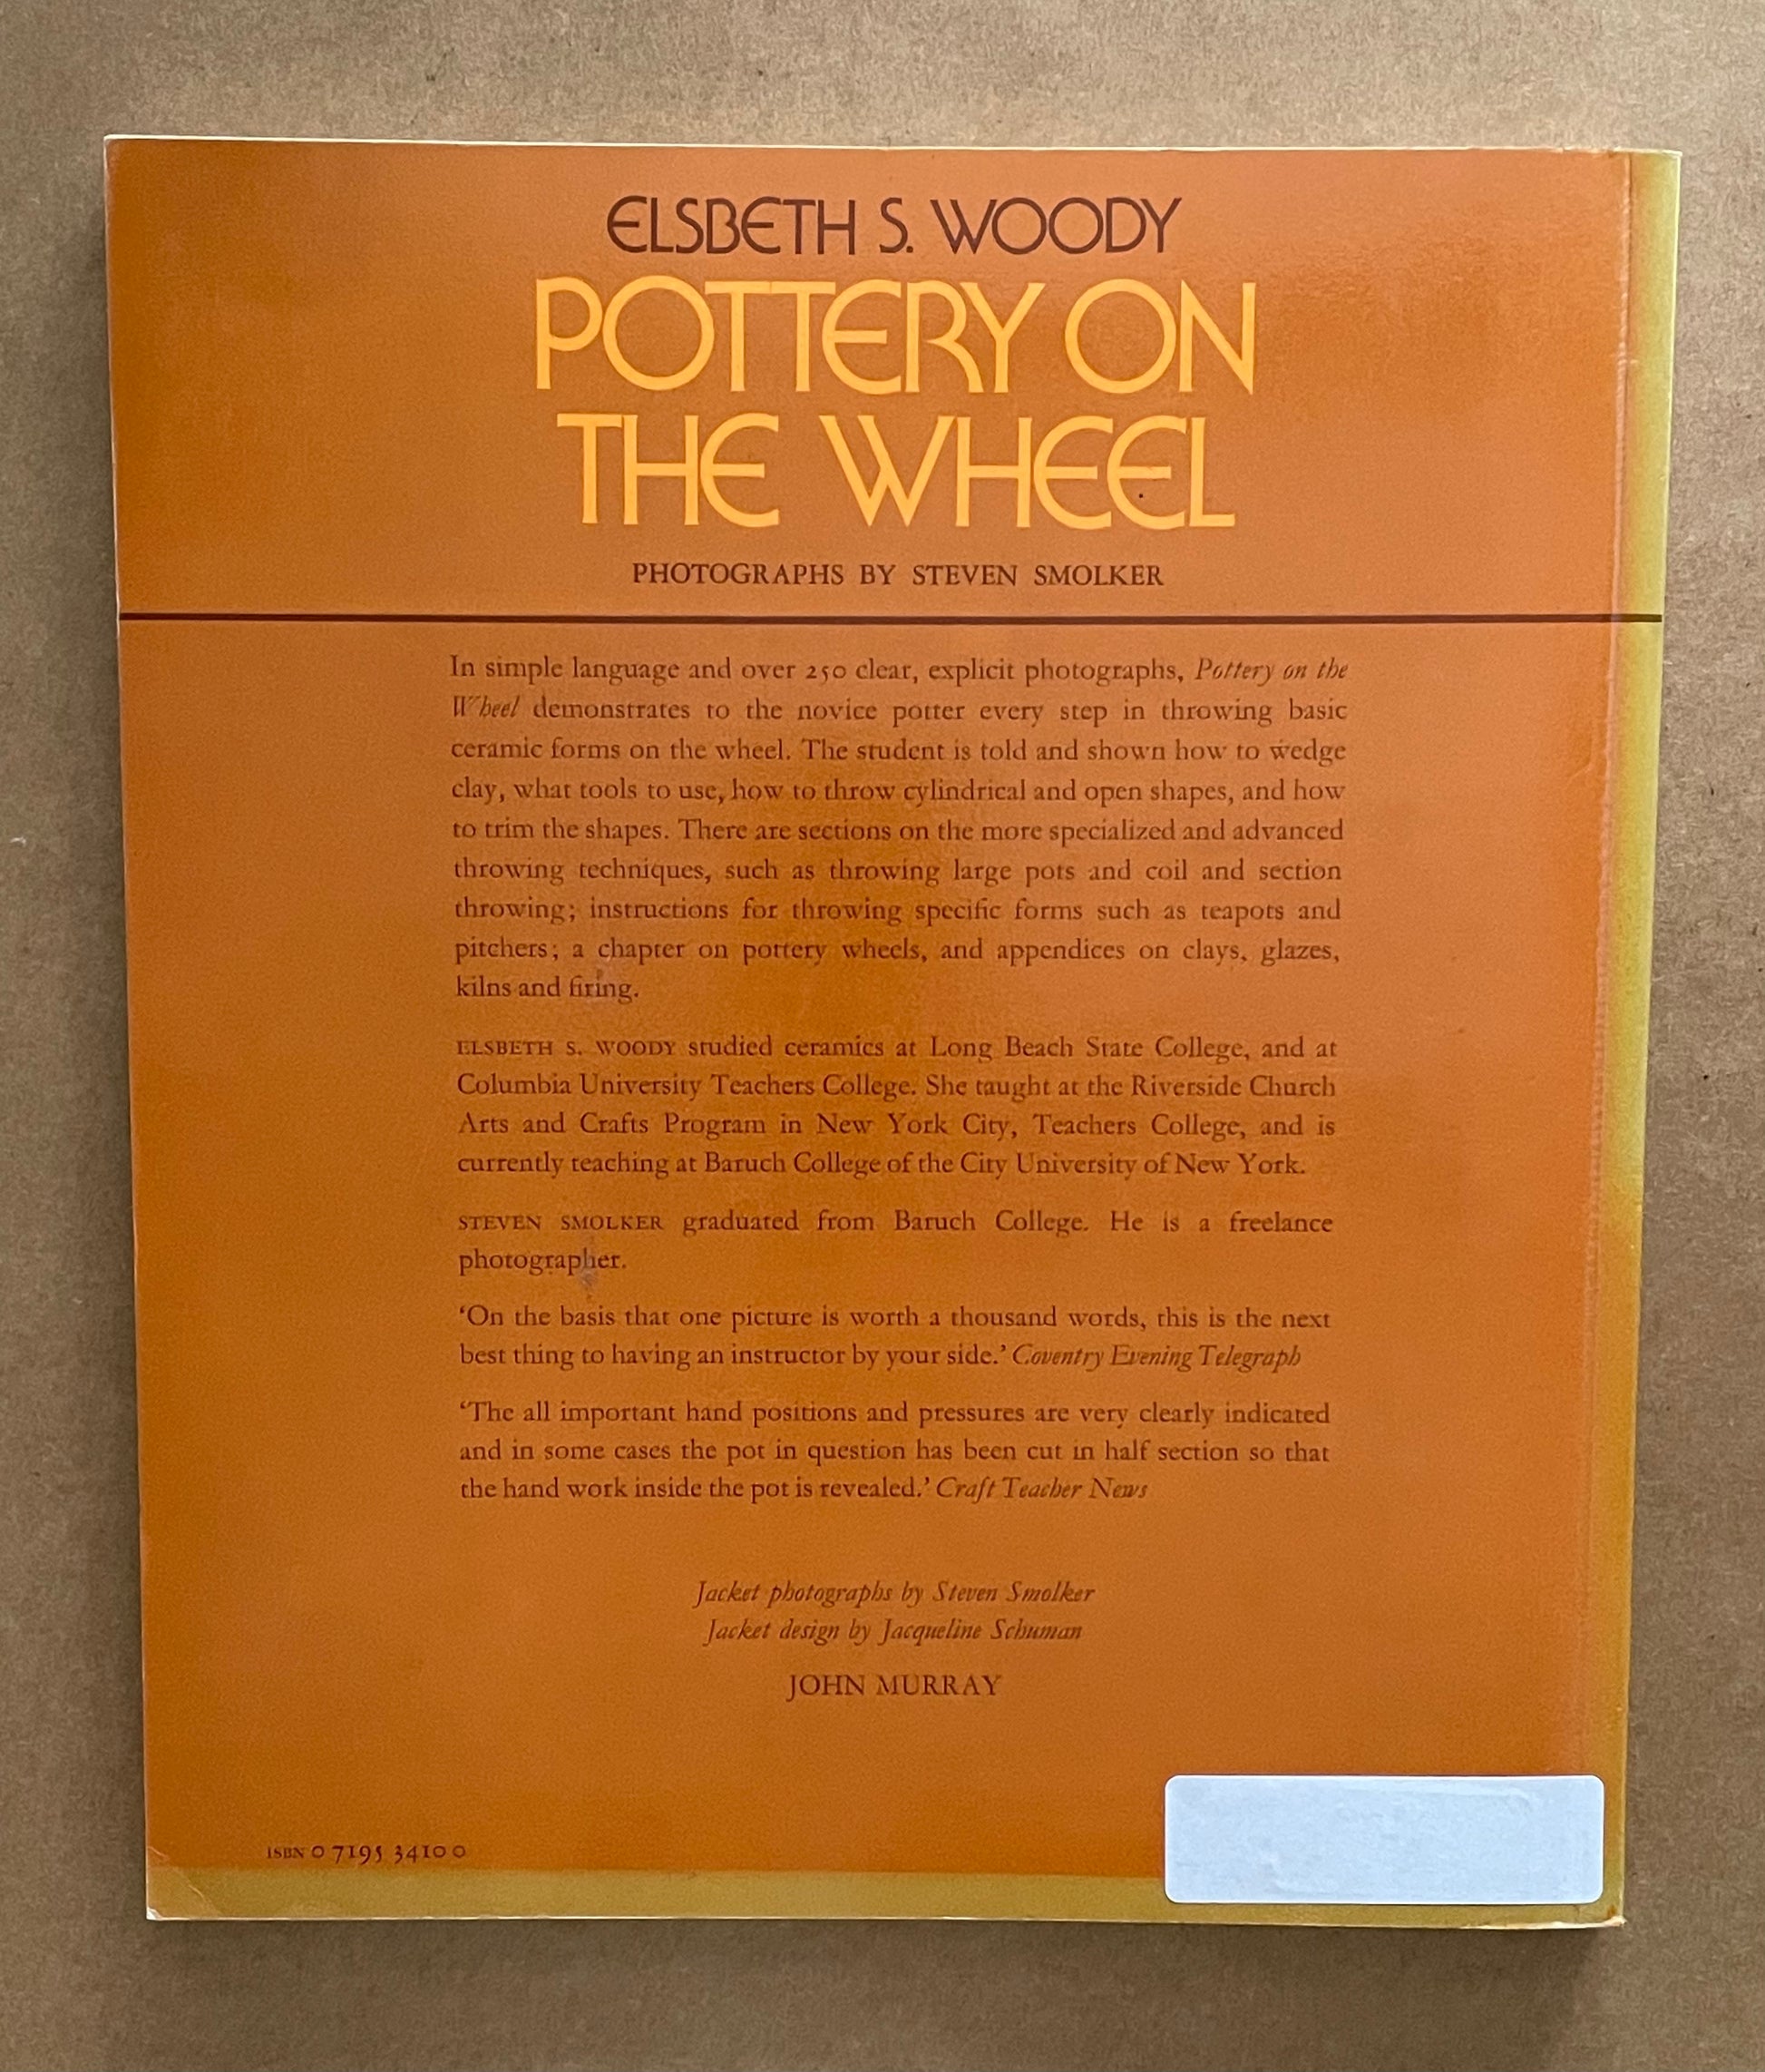 ELSBETH S. WOODY
POTTERY ON
THE WHEEL
PHOTOGRAPHS BY STEVEN SMOLKER
In simple language and over 250 clear, explicit photographs, Pottery on the
Wheel demonstrates to the novice potter every step in throwing basic
ceramic forms on the wheel. The student is told and shown how to wedge
clay, what tools to use, how to throw cylindrical and open shapes, and how
to trim the shapes. There are sections on the more specialized and advanced
throwing techniques, such as throwing large pots and coil and section
throwing; instructions for throwing specific forms such as teapots and
pitchers; a chapter on pottery wheels, and appendices on clays, glazes,
kilns and firing.
ELSBETH S. WOODY studied ceramics at Long Beach State College, and at
Columbia University Teachers College. She taught at the Riverside Church
Arts and Crafts Program in New York City, Teachers College, and is
currently teaching at Baruch College of the City University of New York.
STEVEN SMOLKER graduated from Baruch College. He is a freelance
photographer.
‘On the basis that one picture is worth a thousand words, this is the next
best thing to having an instructor by your side.’ Coventry Evening Telegraph
‘The all important hand positions and pressures are very clearly indicated
and in some cases the pot in question has been cut in half section so that
the hand work inside the pot is revealed.’ Craft Teacher News
Jacket photographs by Steven Smolker
Jacket design by Jacqueline Schuman
JOHN MURRAY
ISBN 0 7195 3410 0